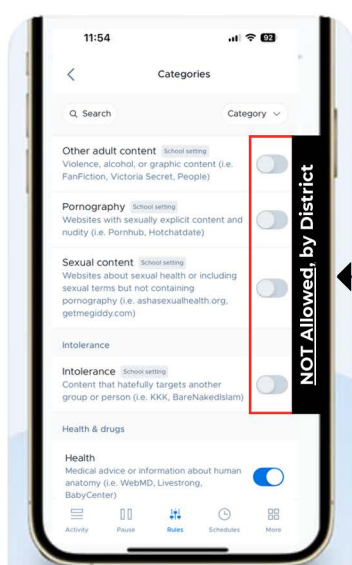 11:54
92
Categories
Search
Category
Other adult content School setting
Violence, alcohol, or graphic content (i.e.
FanFiction, Victoria Secret, People)
Pornography School setting
Websites with sexually explicit content and
nudity (i.e. Pornhub, Hotchatdate)
Sexual content School setting
Websites about sexual health or including
sexual terms but not containing
pornography (i.e. ashasexualhealth.org,
getmegiddy.com)
Intolerance
Intolerance School setting
Content that hatefully targets another
group or person (i.e. KKK, BareNakedIslam)
Health & drugs
Health
Medical advice or information about human
anatomy (i.e. WebMD, Livestrong,
BabyCenter)
Activity Pause Rules Schedules More
NOT Allowed, by District